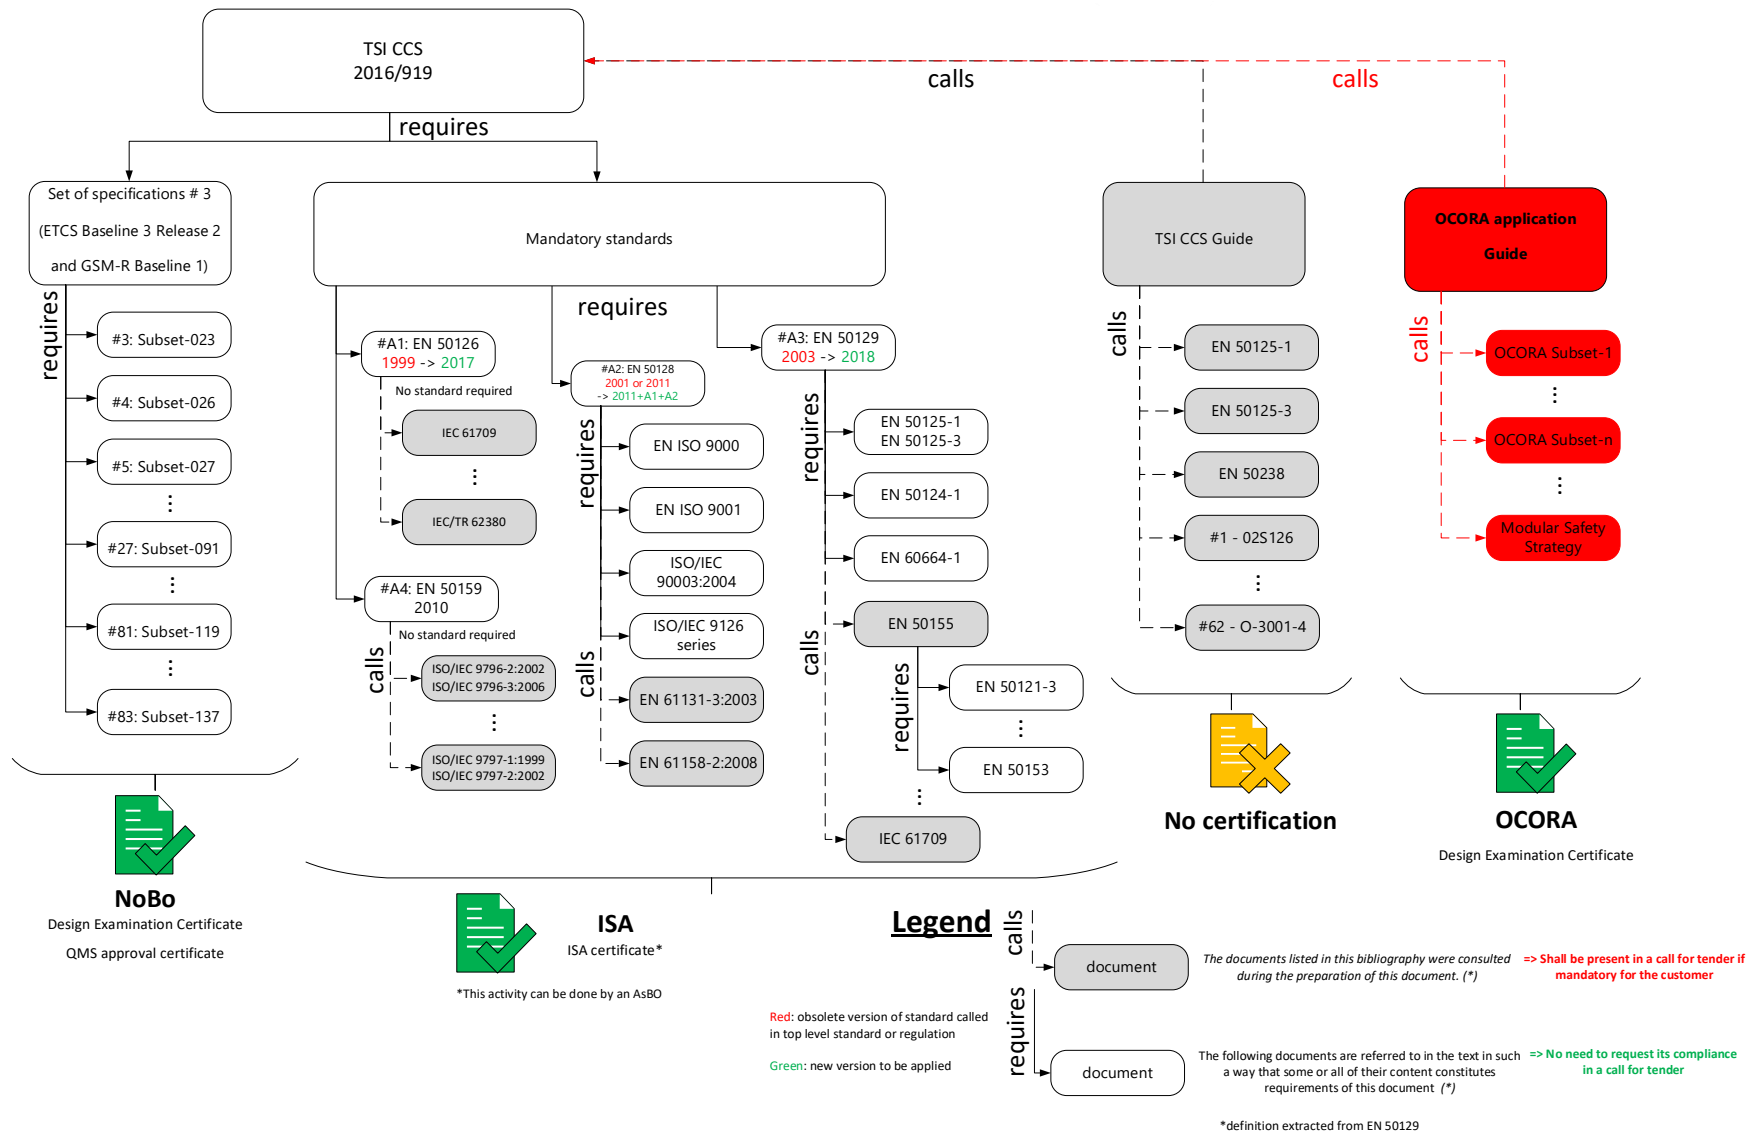 TSI CCS
2016/919
calls
calls
requires
Set of specifications # 3
(ETCS Baseline 3 Release 2
and GSM-R Baseline 1)
requires
#3: Subset-023
#4: Subset-026
#5: Subset-027
...
#27: Subset-091
...
#81: Subset-119
...
#83: Subset-137
NoBo
Design Examination Certificate
QMS approval certificate
Mandatory standards
requires
#A1: EN 50126
1999 -> 2017
No standard required
IEC 61709
...
IEC/TR 62380
#A4: EN 50159
2010
No standard required
calls
ISO/IEC 9796-2:2002
ISO/IEC 9796-3:2006
...
ISO/IEC 9797-1:1999
ISO/IEC 9797-2:2002
#A2: EN 50128
2001 or 2011
-> 2011+A1+A2
requires
EN ISO 9000
EN ISO 9001
ISO/IEC
90003:2004
ISO/IEC 9126
series
calls
EN 61131-3:2003
EN 61158-2:2008
#A3: EN 50129
2003 -> 2018
requires
EN 50125-1
EN 50125-3
EN 50124-1
EN 60664-1
calls
EN 50155
requires
EN 50121-3
...
EN 50153
...
IEC 61709
ISA
ISA certificate*
*This activity can be done by an AsBO
TSI CCS Guide
calls
EN 50125-1
EN 50125-3
EN 50238
#1 - 02S126
...
#62 - O-3001-4
No certification
OCORA application
Guide
calls
OCORA Subset-1
...
OCORA Subset-n
...
Modular Safety
Strategy
OCORA
Design Examination Certificate
Legend
calls
document
The documents listed in this bibliography were consulted
during the preparation of this document. (*)
=> Shall be present in a call for tender if
mandatory for the customer
Red: obsolete version of standard called
in top level standard or regulation
Green: new version to be applied
requires
document
The following documents are referred to in the text in such
a way that some or all of their content constitutes
requirements of this document (*)
=> No need to request its compliance
in a call for tender
*definition extracted from EN 50129